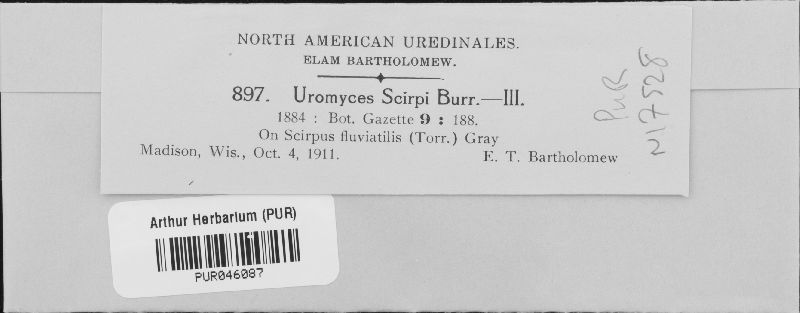 NORTH AMERICAN UREDINALES.
ELAM BARTHOLOMEW.
897. Uromyces Scirpi Burr.—III.
1884 : Bot. Gazette 9 : 188.
On Scirpus fluviatilis (Torr.) Gray
Madison, Wis., Oct. 4, 1911. E. T. Bartholomew
PUR
N17528
Arthur Herbarium (PUR)
PUR046087